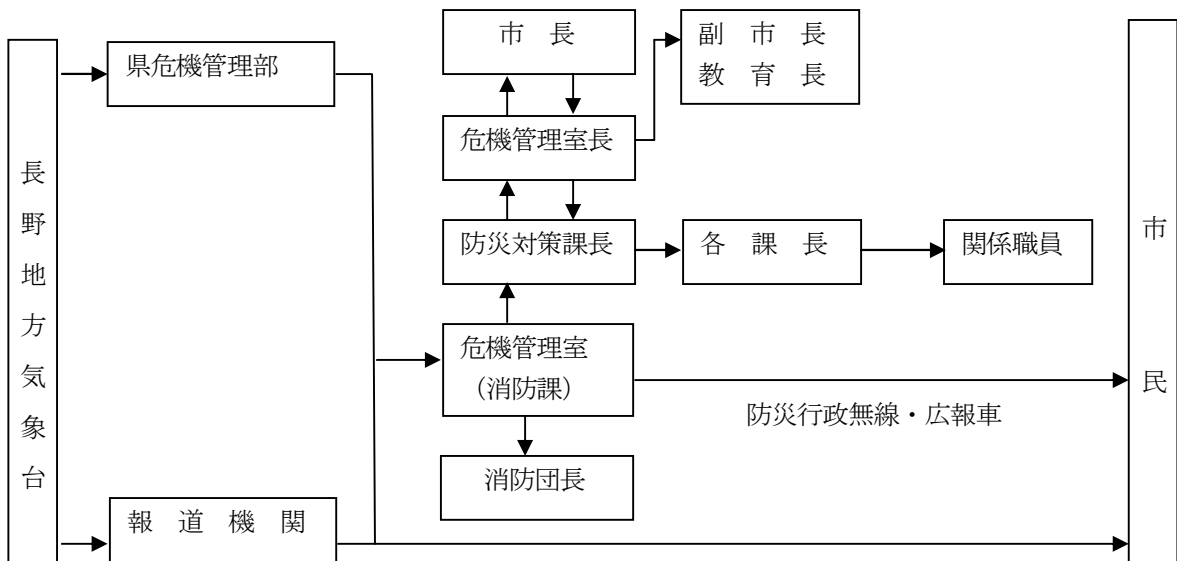 市　長
副　市　長
教　育　長
県危機管理部
危機管理室長
長野地方気象台
防災対策課長
各　課　長
関係職員
市民
危機管理室
（消防課）
防災行政無線・広報車
消防団長
報　道　機　関